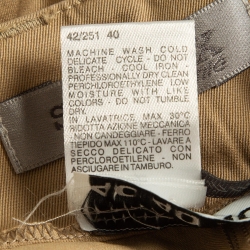 42/251 40
MACHINE WASH COLD
DELICATE CYCLE - DO NOT
BLEACH - COOL IRON -
PROFESSIONALLY DRY CLEAN
PERCHLOROETHYLENE LOW
MOISTURE WITH LIKE
COLORS - DO NOT TUMBLE
DRY
IN LAVATRICE MAX 30°C
RIDOTTA AZIONE MECCANICA
- NON CANDEGGIARE - FERRO
TIEPIDO MAX 110°C - LAVARE A
SECCO DELICATO CON
PERCLOROETILENE - NON
ASCIUGARE IN TAMBURO.